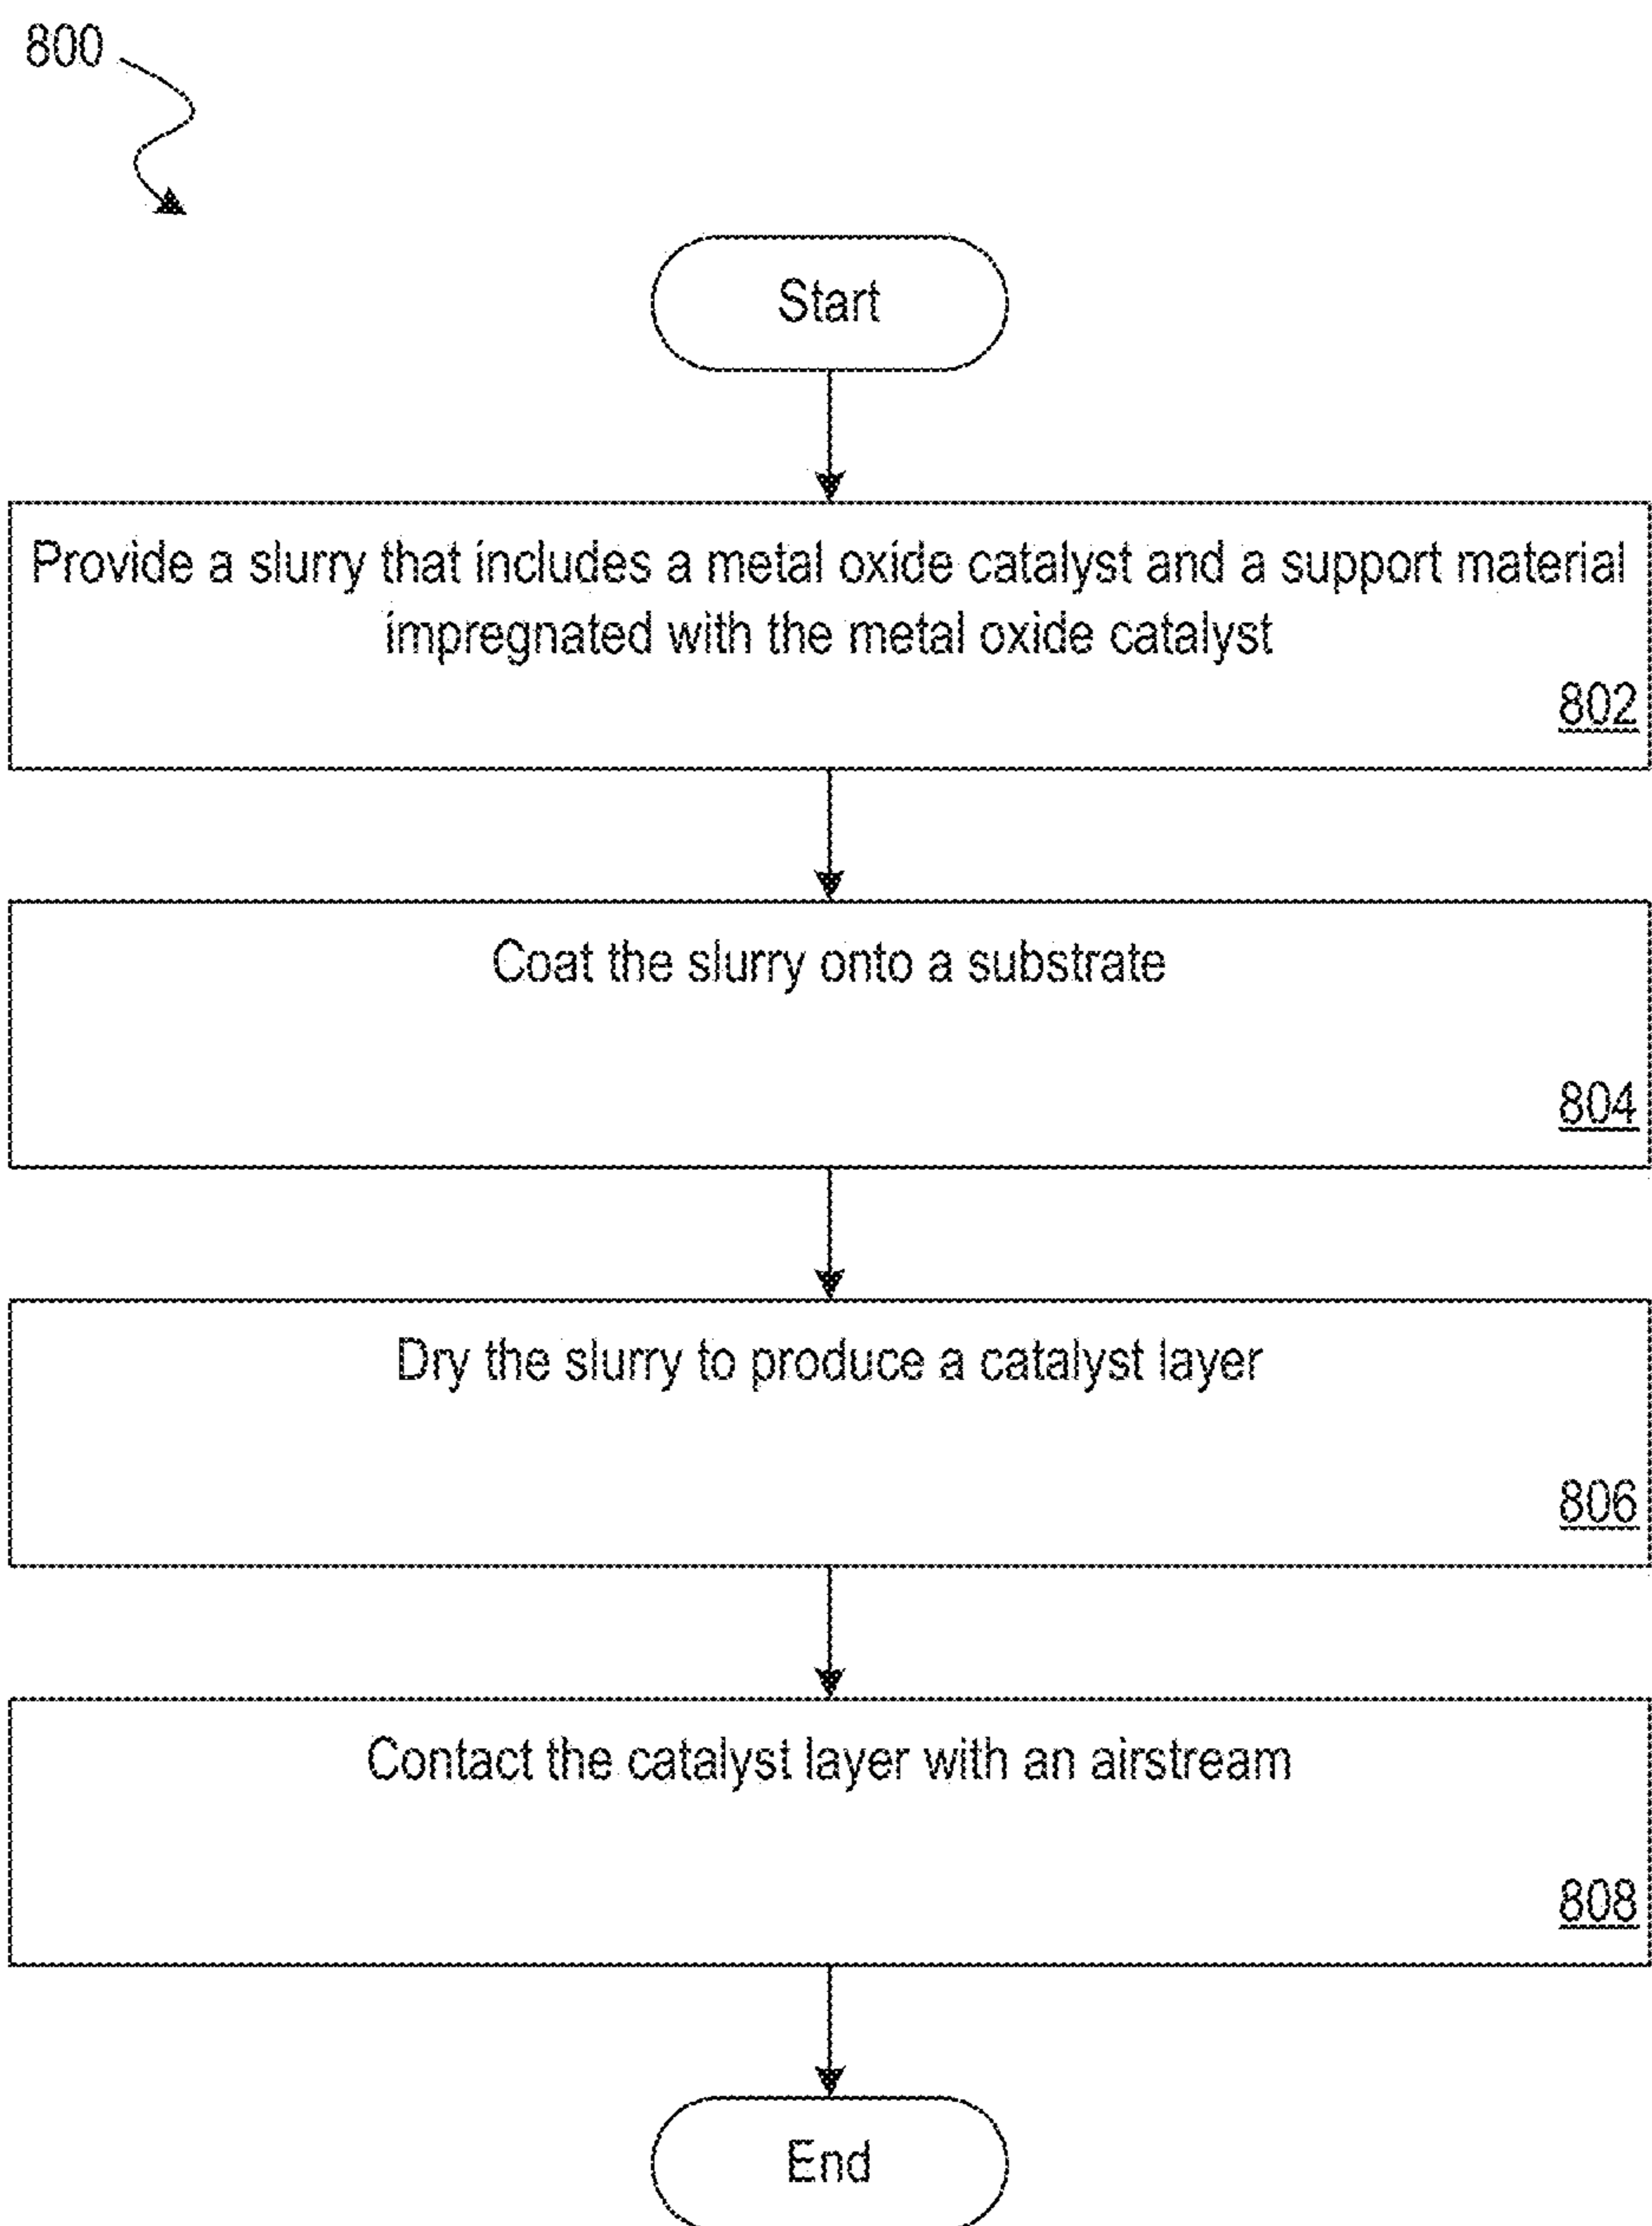 800
Start
Provide a slurry that includes a metal oxide catalyst and a support material
impregnated with the metal oxide catalyst
802
Coat the slurry onto a substrate
804
Dry the slurry to produce a catalyst layer
806
Contact the catalyst layer with an airstream
808
End